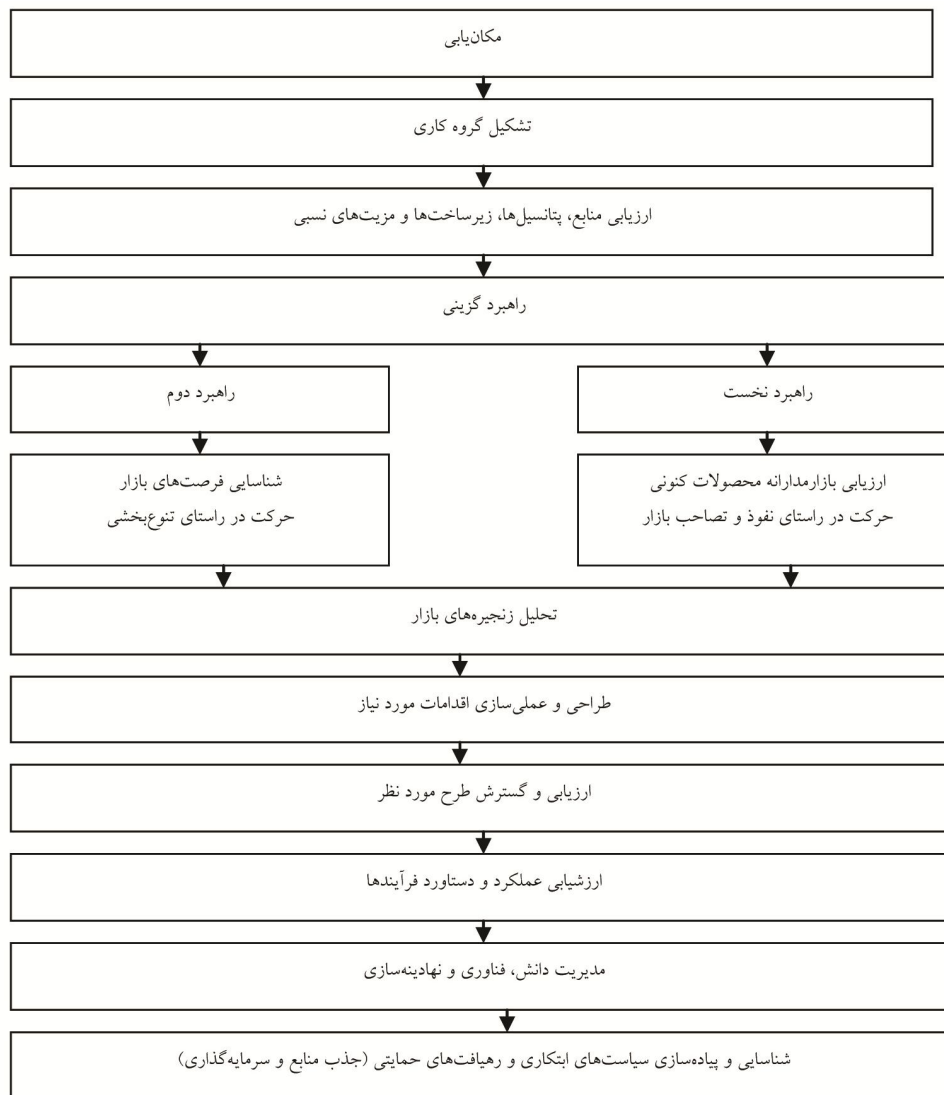 مکان‌یابی
تشکیل گروه کاری
ارزیابی منابع، پتانسیل‌ها، زیرساخت‌ها و مزیت‌های نسبی
راهبرد گزینی
راهبرد نخست
راهبرد دوم
ارزیابی بازارمدارانه محصولات کنونی
حرکت در راستای نفوذ و تصاحب بازار
شناسایی فرصت‌های بازار
حرکت در راستای تنوع‌بخشی
تحلیل زنجیره‌های بازار
طراحی و عملی‌سازی اقدامات مورد نیاز
ارزیابی و گسترش طرح مورد نظر
ارزشیابی عملکرد و دستاورد فرآیندها
مدیریت دانش، فناوری و نهادینه‌سازی
شناسایی و پیاده‌سازی سیاست‌های ابتکاری و رهیافت‌های حمایتی (جذب منابع و سرمایه‌گذاری)